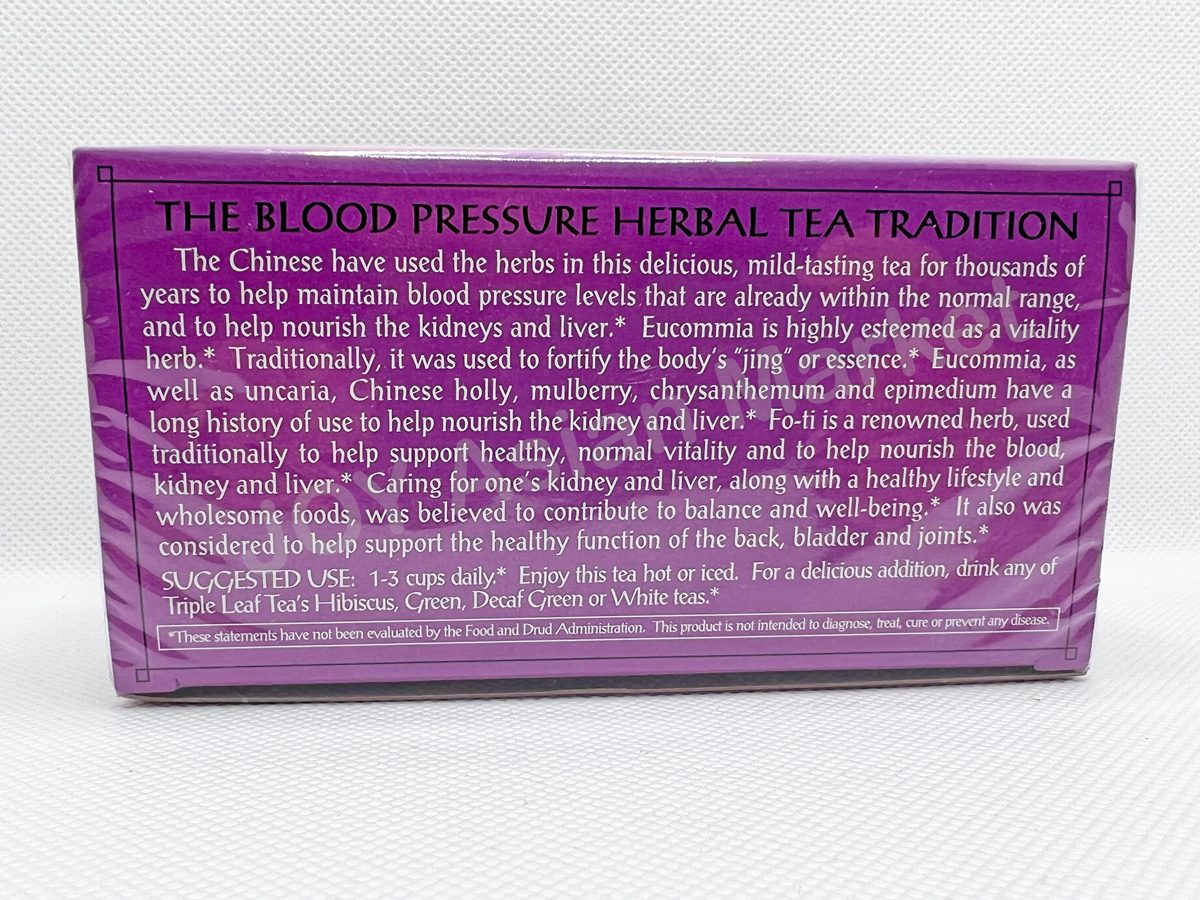 THE BLOOD PRESSURE HERBAL TEA TRADITION
The Chinese have used the herbs in this delicious, mild-tasting tea for thousands of
years to help maintain blood pressure levels that are already within the normal range,
and to help nourish the kidneys and liver.* Eucommia is highly esteemed as a vitality
herb.* Traditionally, it was used to fortify the body's "jing" or essence.* Eucommia, as
well as uncaria, Chinese holly, mulberry, chrysanthemum and epimedium have a
long history of use to help nourish the kidney and liver.* Fo-ti is a renowned herb, used
traditionally to help support healthy, normal vitality and to help nourish the blood,
kidney and liver.* Caring for one's kidney and liver, along with a healthy lifestyle and
wholesome foods, was believed to contribute to balance and well-being.* It also was
considered to help support the healthy function of the back, bladder and joints.*
SUGGESTED USE: 1-3 cups daily.* Enjoy this tea hot or iced. For a delicious addition, drink any of
Triple Leaf Tea's Hibiscus, Green, Decaf Green or White teas.*
*These statements have not been evaluated by the Food and Drud Administration. This product is not intended to diagnose, treat, cure or prevent any disease.
Asian Market